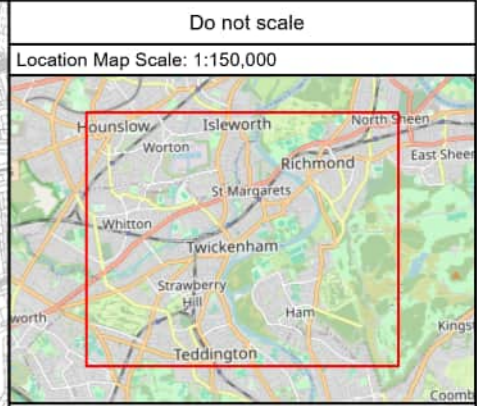 Do not scale
Location Map Scale: 1:150,000
Hounslow
Isleworth
North Sheen
Worton
Richmond
East Sheen
St Margarets
Whitton
Twickenham
Strawberry
Hill
Ham
worth
Kings
Teddington
Coomb